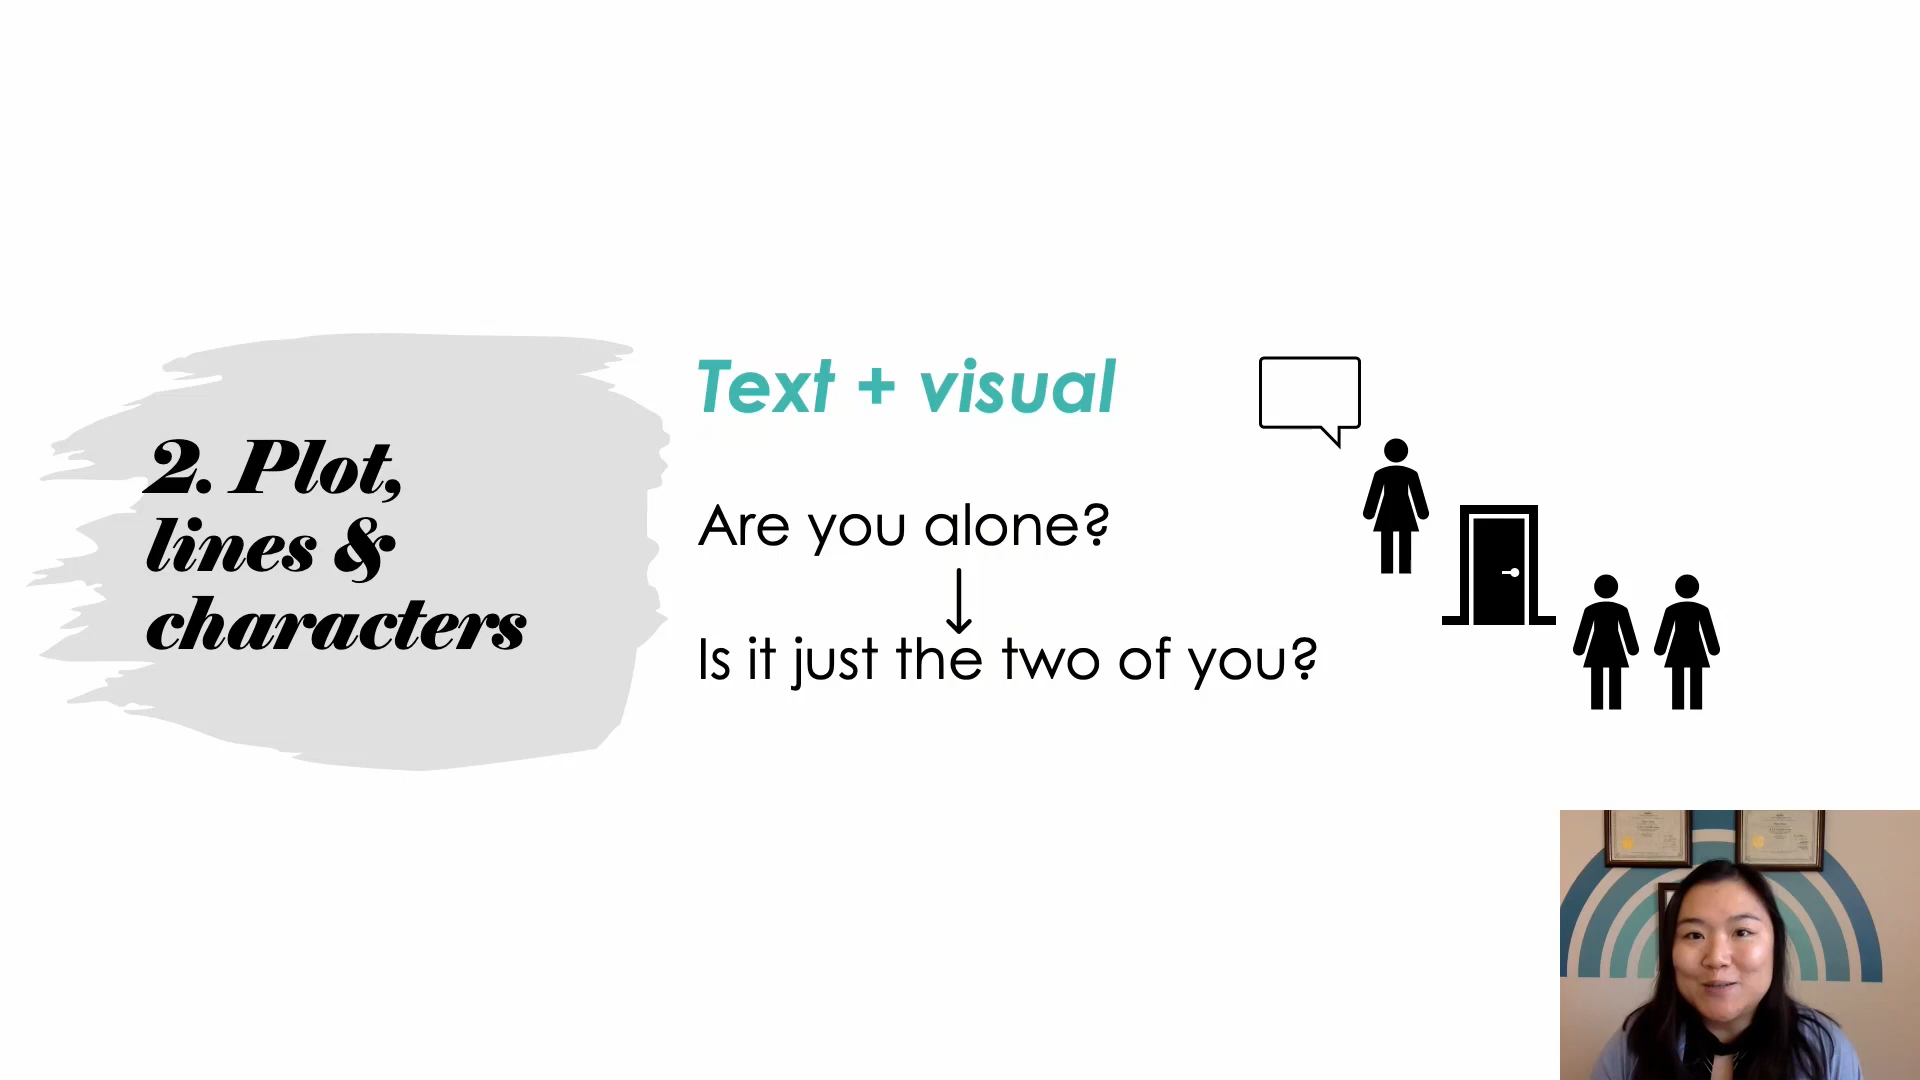 2. Plot,
lines &
characters
Text + visual
Are you alone?
Is it just the two of you?